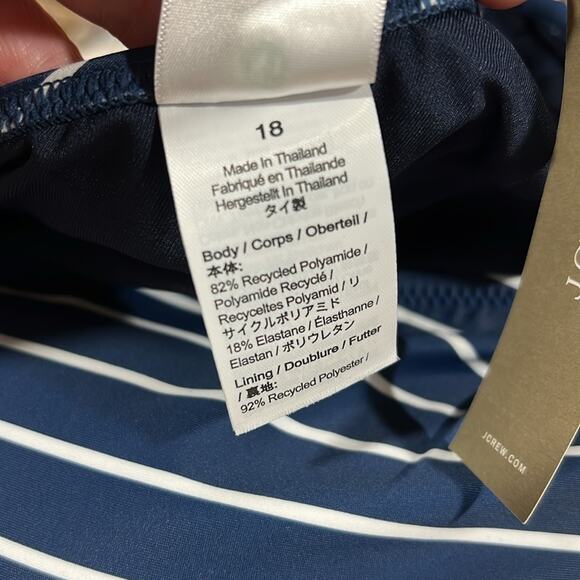 18
Made In Thailand
Fabriqué en Thaïlande
Hergestellt In Thailand
タイ製
Body / Corps / Oberteil /
本体:
82% Recycled Polyamide /
Polyamide Recyclé /
Recyceltes Polyamid / リ
サイクルポリアミド
18% Elastane / Élasthanne /
Elastan / ポリウレタン
Lining / Doublure / Futter
/ 裏地:
92% Recycled Polyester /
JCREW.COM